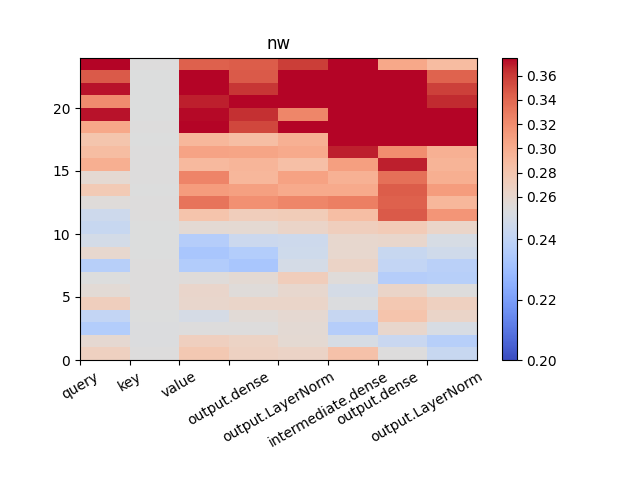 nw
0.36
0.34
0.32
0.30
0.28
0.26
0.24
0.22
0.20
20
15
10
5
0
query
key
value
output.dense
output.LayerNorm
intermediate.dense
output.dense
output.LayerNorm